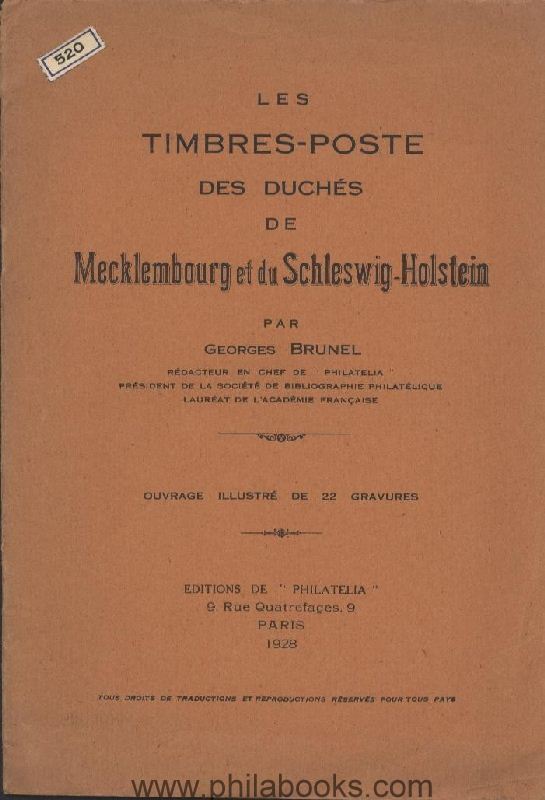 520
LES
TIMBRES-POSTE
DES DUCHÉS
DE
Mecklembourg et du Schleswig-Holstein
PAR
GEORGES BRUNEL
RÉDACTEUR EN CHEF DE " PHILATELIA "
PRÉSIDENT DE LA SOCIÉTÉ DE BIBLIOGRAPHIE PHILATÉLIQUE
LAURÉAT DE L'ACADÉMIE FRANÇAISE
OUVRAGE ILLUSTRÉ DE 22 GRAVURES
EDITIONS DE " PHILATELIA "
9, Rue Quatrefages, 9
PARIS
1928
TOUS DROITS DE TRADUCTIONS ET REPRODUCTIONS RÉSERVÉS POUR TOUS PAYS
www.philabooks.com